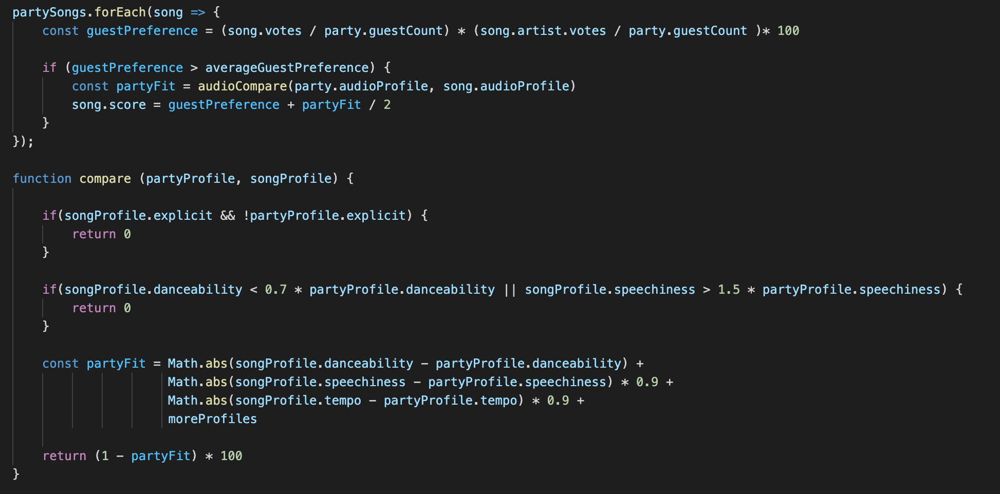 partySongs.forEach(song => {
    const guestPreference = (song.votes / party.guestCount) * (song.artist.votes / party.guestCount )* 100

    if (guestPreference > averageGuestPreference) {
        const partyFit = audioCompare(party.audioProfile, song.audioProfile)
        song.score = guestPreference + partyFit / 2
    }
});

function compare (partyProfile, songProfile) {

    if(songProfile.explicit && !partyProfile.explicit) {
        return 0
    }

    if(songProfile.danceability < 0.7 * partyProfile.danceability || songProfile.speechiness > 1.5 * partyProfile.speechiness) {
        return 0
    }

    const partyFit = Math.abs(songProfile.danceability - partyProfile.danceability) +
                     Math.abs(songProfile.speechiness - partyProfile.speechiness) * 0.9 +
                     Math.abs(songProfile.tempo - partyProfile.tempo) * 0.9 +
                     moreProfiles

    return (1 - partyFit) * 100
}